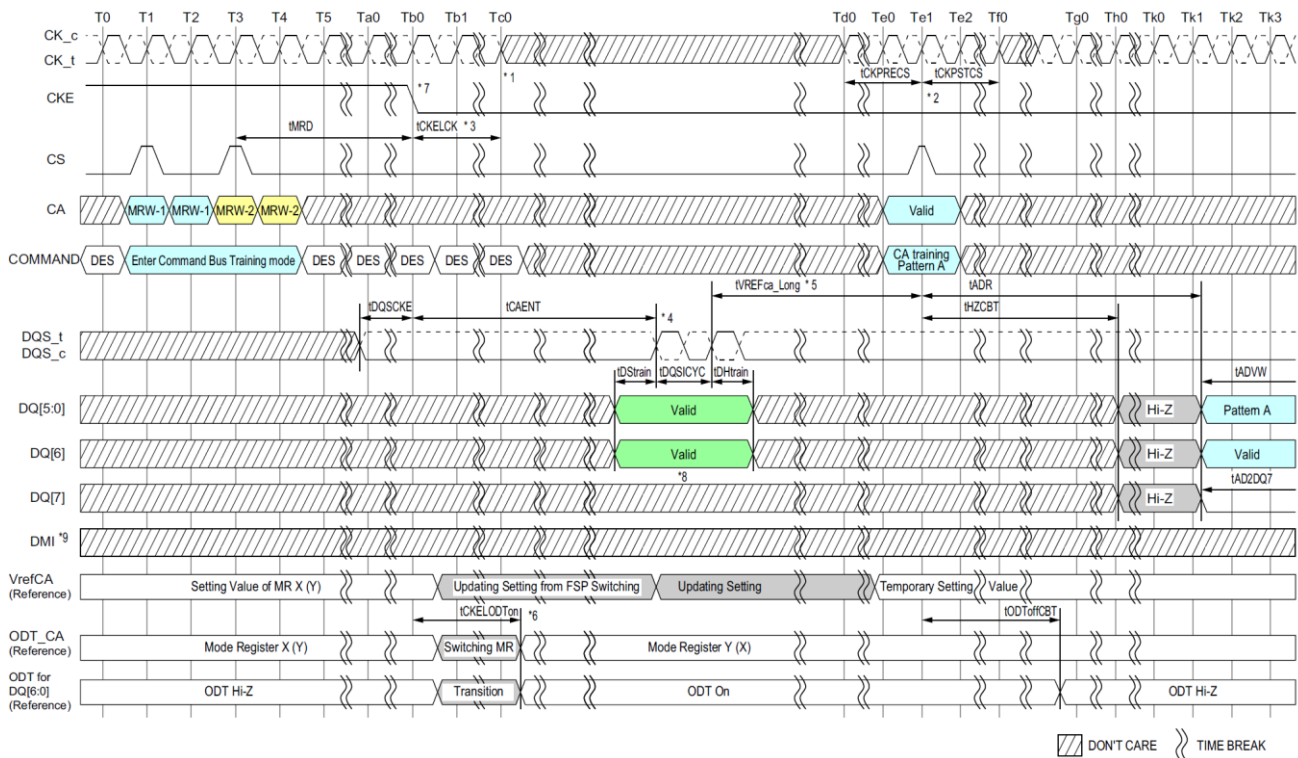 T0 T1 T2 T3 T4 T5 Ta0 Tb0 Tb1 Tc0 Td0 Te0 Te1 Te2 Tf0 Tg0 Th0 Tk0 Tk1 Tk2 Tk3
CK_c
CK_t
tCKPRECS tCKPSTCS
* 1
CKE * 7 * 2
tMRD tCKELCK * 3
CS
CA MRW-1 MRW-1 MRW-2 MRW-2 Valid
COMMAND DES Enter Command Bus Training mode DES DES DES DES DES CA training
Pattern A
tVREFca_Long * 5 tADR
tDQSCKE tCAENT tHZCBT
* 4
DQS_t
DQS_c
tDStrain tDQSICYC tDHtrain tADVW
DQ[5:0] Valid Hi-Z Pattern A
DQ[6] Valid Hi-Z Valid
*8 tAD2DQ7
DQ[7] Hi-Z
DMI *9
VrefCA
(Reference)
Setting Value of MR X (Y) Updating Setting from FSP Switching Updating Setting Temporary Setting Value
tCKELODTon *6 tODToffCBT
ODT_CA
(Reference)
Mode Register X (Y) Switching MR Mode Register Y (X)
ODT for
DQ[6:0]
(Reference)
ODT Hi-Z Transition ODT On ODT Hi-Z
DON'T CARE TIME BREAK